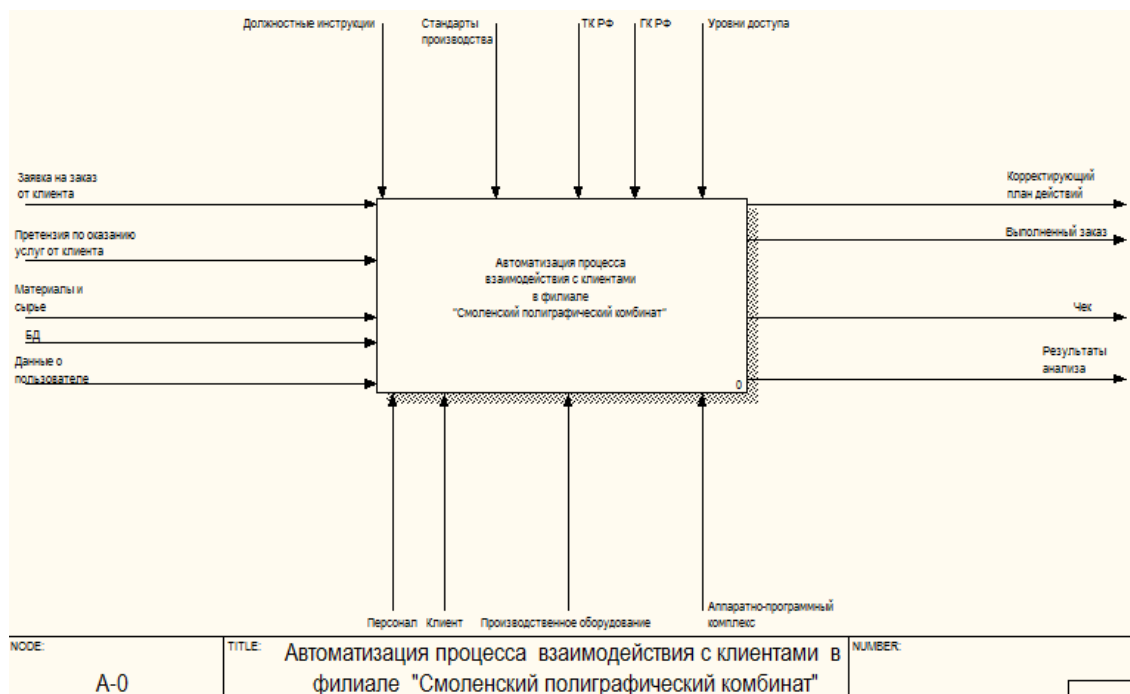 Должностные инструкции
Стандарты
производства
ТК РФ
ГК РФ
Уровни доступа
Заявка на заказ
от клиента
Претензия по оказанию
услуг от клиента
Материалы и
сырье
БД
Данные о
пользователе
Автоматизация процесса
взаимодействия с клиентами
в филиале
"Смоленский полиграфический комбинат"
0
Корректирующий
план действий
Выполненный заказ
Чек
Результаты
анализа
Персонал
Клиент
Производственное оборудование
Аппаратно-программный
комплекс
NODE:
A-0
TITLE:
Автоматизация процесса взаимодействия с клиентами в
филиале "Смоленский полиграфический комбинат"
NUMBER: